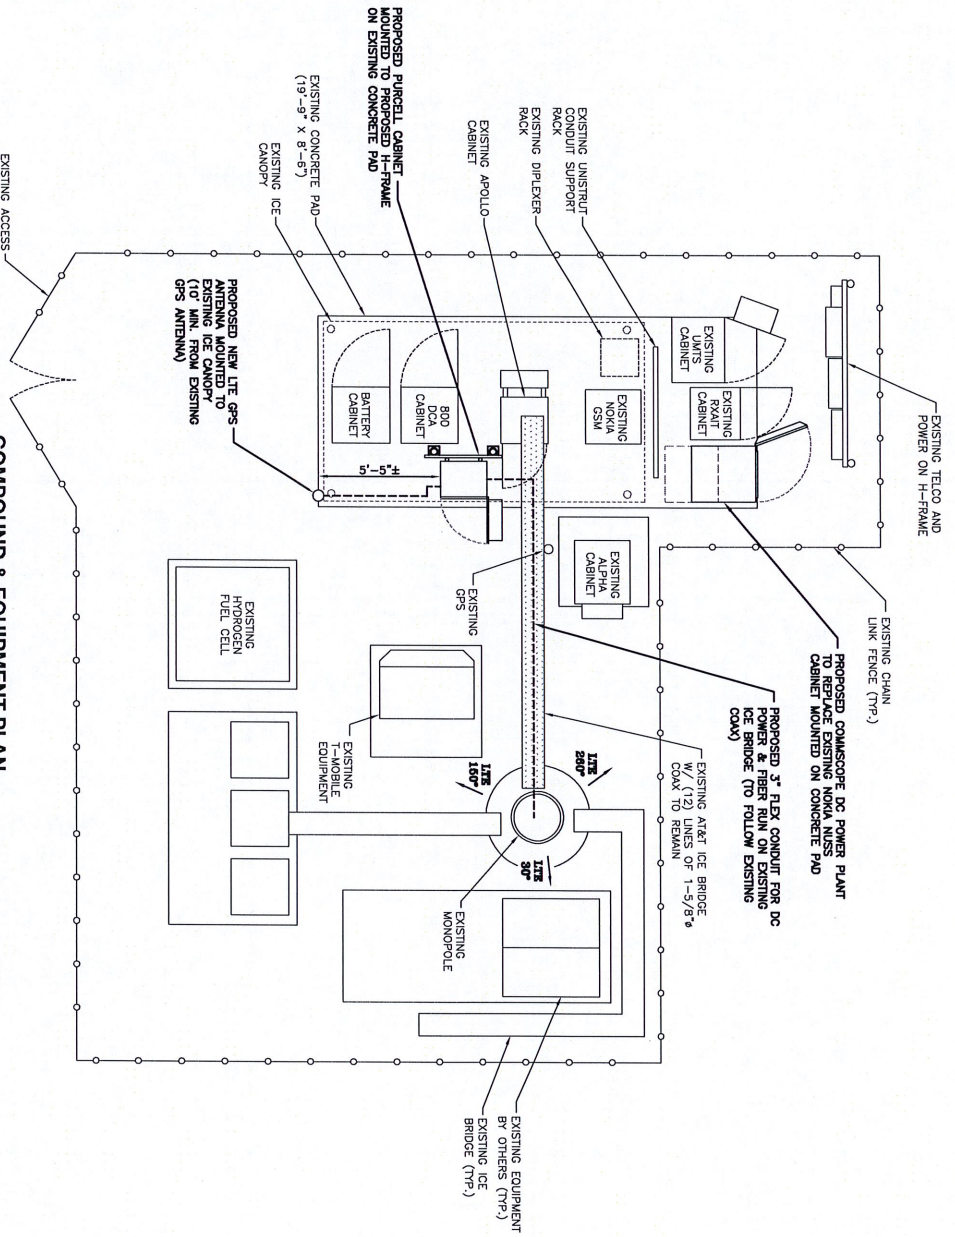 PROPOSED PURCELL CABINET
MOUNTED TO PROPOSED H-FRAME
ON EXISTING CONCRETE PAD
EXISTING CONCRETE PAD
(19'-9" X 8'-6")
EXISTING ICE
CANOPY
EXISTING ACCESS
EXISTING UNISTRUT
CONDUIT SUPPORT
RACK
EXISTING DIPLEXER
RACK
EXISTING APOLLO
CABINET
PROPOSED NEW LTE GPS
ANTENNA MOUNTED TO
EXISTING ICE CANOPY
(10' MIN. FROM EXISTING
GPS ANTENNA)
EXISTING TELCO AND
POWER ON H-FRAME
EXISTING
UMTS
CABINET
EXISTING
RXAIT
CABINET
EXISTING
NOKIA
GSM
800
DCA
CABINET
BATTERY
CABINET
5'-5"±
EXISTING CHAIN
LINK FENCE (TYP.)
PROPOSED COMMSCOPE DC POWER PLANT
TO REPLACE EXISTING NOKIA NUSS
CABINET MOUNTED ON CONCRETE PAD
PROPOSED 3" FLEX CONDUIT FOR DC
POWER & FIBER RUN ON EXISTING
ICE BRIDGE (TO FOLLOW EXISTING
COAX)
EXISTING AT&T ICE BRIDGE
W/ (12) LINES OF 1-5/8"ø
COAX TO REMAIN
EXISTING
ALPHA
CABINET
EXISTING
GPS
EXISTING
HYDROGEN
FUEL CELL
EXISTING
T-MOBILE
EQUIPMENT
LTE
260°
LTE
150°
LTE
30°
EXISTING
MONOPOLE
EXISTING EQUIPMENT
BY OTHERS (TYP.)
EXISTING ICE
BRIDGE (TYP.)
COMPOUND & EQUIPMENT PLAN